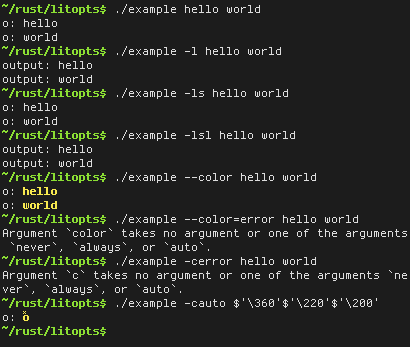 ~/rust/litopts$ ./example hello world
o: hello
o: world
~/rust/litopts$ ./example -l hello world
output: hello
output: world
~/rust/litopts$ ./example -ls hello world
o: hello
o: world
~/rust/litopts$ ./example -lsl hello world
output: hello
output: world
~/rust/litopts$ ./example --color hello world
o: hello
o: world
~/rust/litopts$ ./example --color=error hello world
Argument `color` takes no argument or one of the arguments
 `never`, `always`, or `auto`.
~/rust/litopts$ ./example -cerror hello world
Argument `c` takes no argument or one of the arguments `ne
ver`, `always`, or `auto`.
~/rust/litopts$ ./example -cauto $'\360'$'\220'$'\200'
o:
~/rust/litopts$